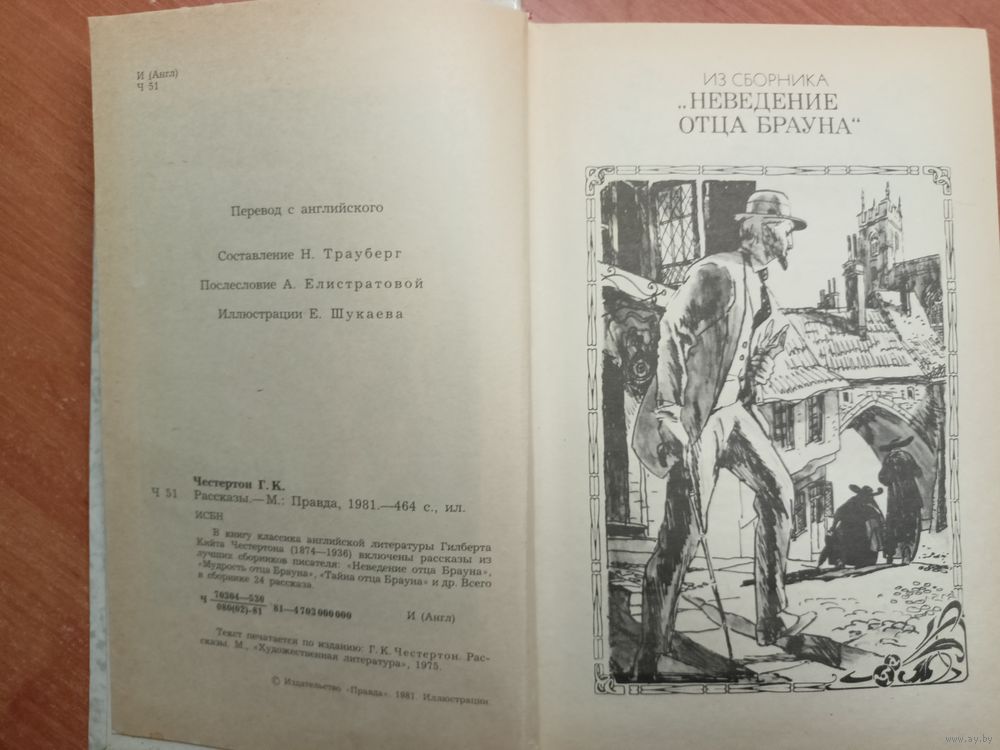 И (Англ)
Ч 51
Перевод с английского
Составление Н. Трауберг
Послесловие А. Елистратовой
Иллюстрации Е. Шукаева
Честертон Г. К.
Ч 51 Рассказы.— М.: Правда, 1981.—464 с., ил.
ИСБН
В книгу классика английской литературы Гилберта
Кийта Честертона (1874—1936) включены рассказы из
лучших сборников писателя: «Неведение отца Брауна»,
«Мудрость отца Брауна», «Тайна отца Брауна» и др. Всего
в сборнике 24 рассказа.
Ч 70304—530
080(02)-81 81—4703000000 И (Англ)
Текст печатается по изданию: Г. К. Честертон. Рас-
сказы. М., «Художественная литература», 1975.
© Издательство «Правда». 1981. Иллюстрации.
ИЗ СБОРНИКА
„НЕВЕДЕНИЕ
ОТЦА БРАУНА“
www.ay.by